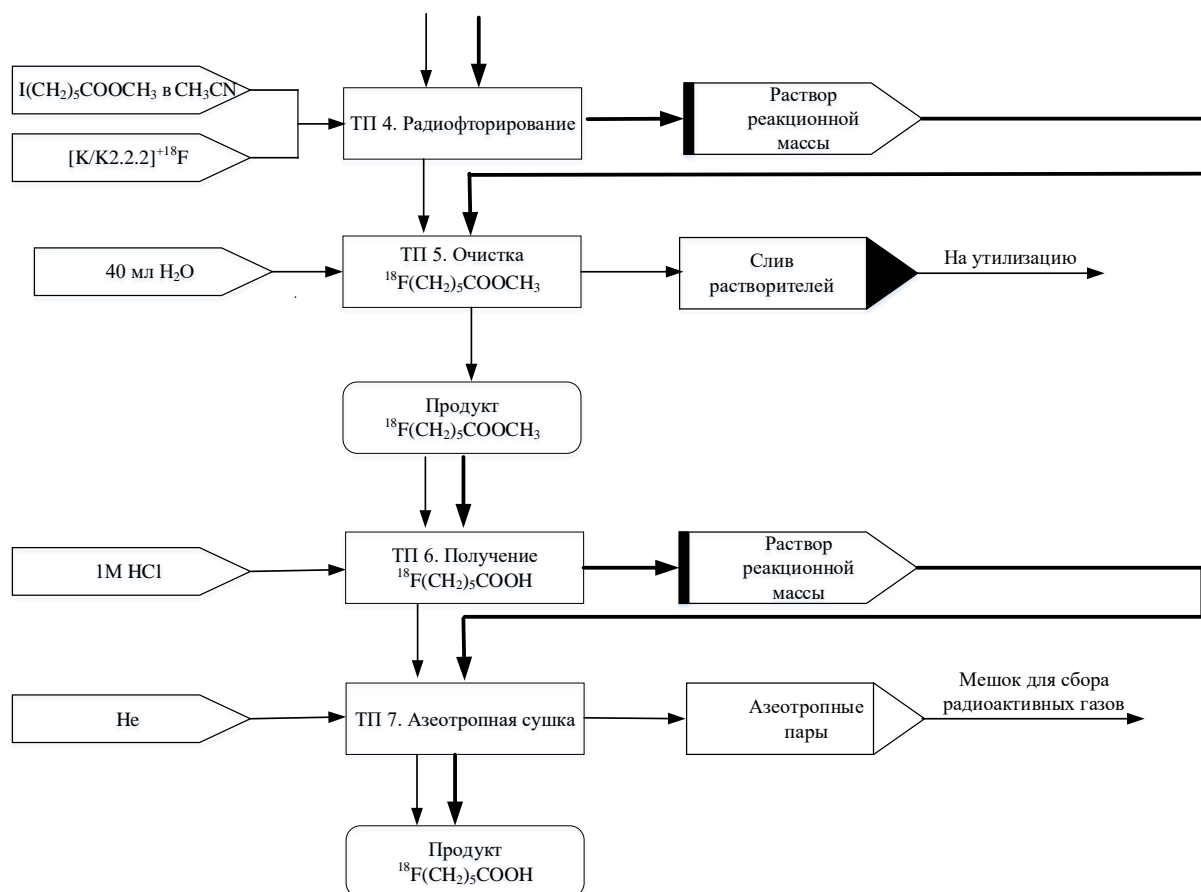 I(CH₂)₅COOCH₃ в CH₃CN
[K/K2.2.2]⁺¹⁸F
ТП 4. Радиофторирование
Раствор
реакционной
массы
40 мл H₂O
ТП 5. Очистка
¹⁸F(CH₂)₅COOCH₃
Слив
растворителей
На утилизацию
Продукт
¹⁸F(CH₂)₅COOCH₃
1M HCl
ТП 6. Получение
¹⁸F(CH₂)₅COOH
Раствор
реакционной
массы
He
ТП 7. Азеотропная сушка
Азеотропные
пары
Мешок для сбора
радиоактивных газов
Продукт
¹⁸F(CH₂)₅COOH